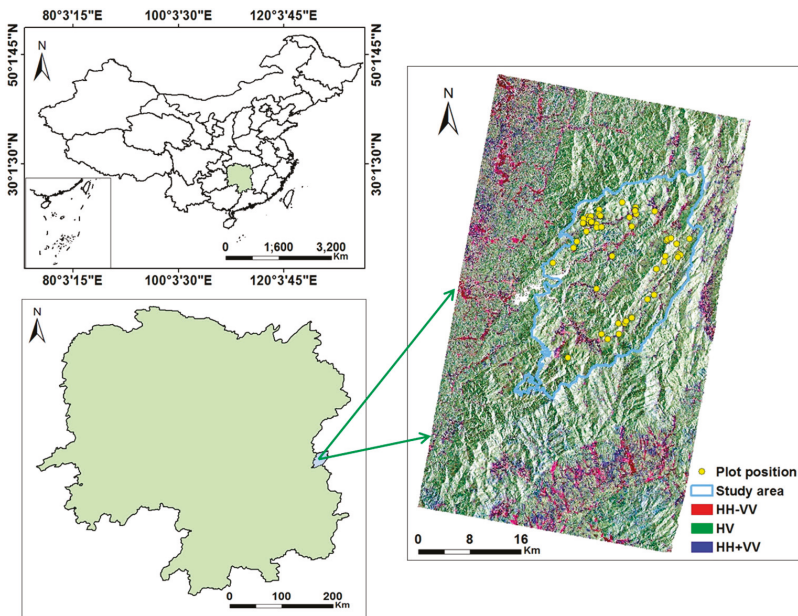 80°3'15"E 100°3'30"E 120°3'45"E
50°1'45"N
50°1'45"N
30°1'30"N
30°1'30"N
N
0 1,600 3,200
Km
80°3'15"E 100°3'30"E 120°3'45"E
N
0 100 200
Km
N
Plot position
Study area
HH-VV
HV
HH+VV
0 4 8 16
Km